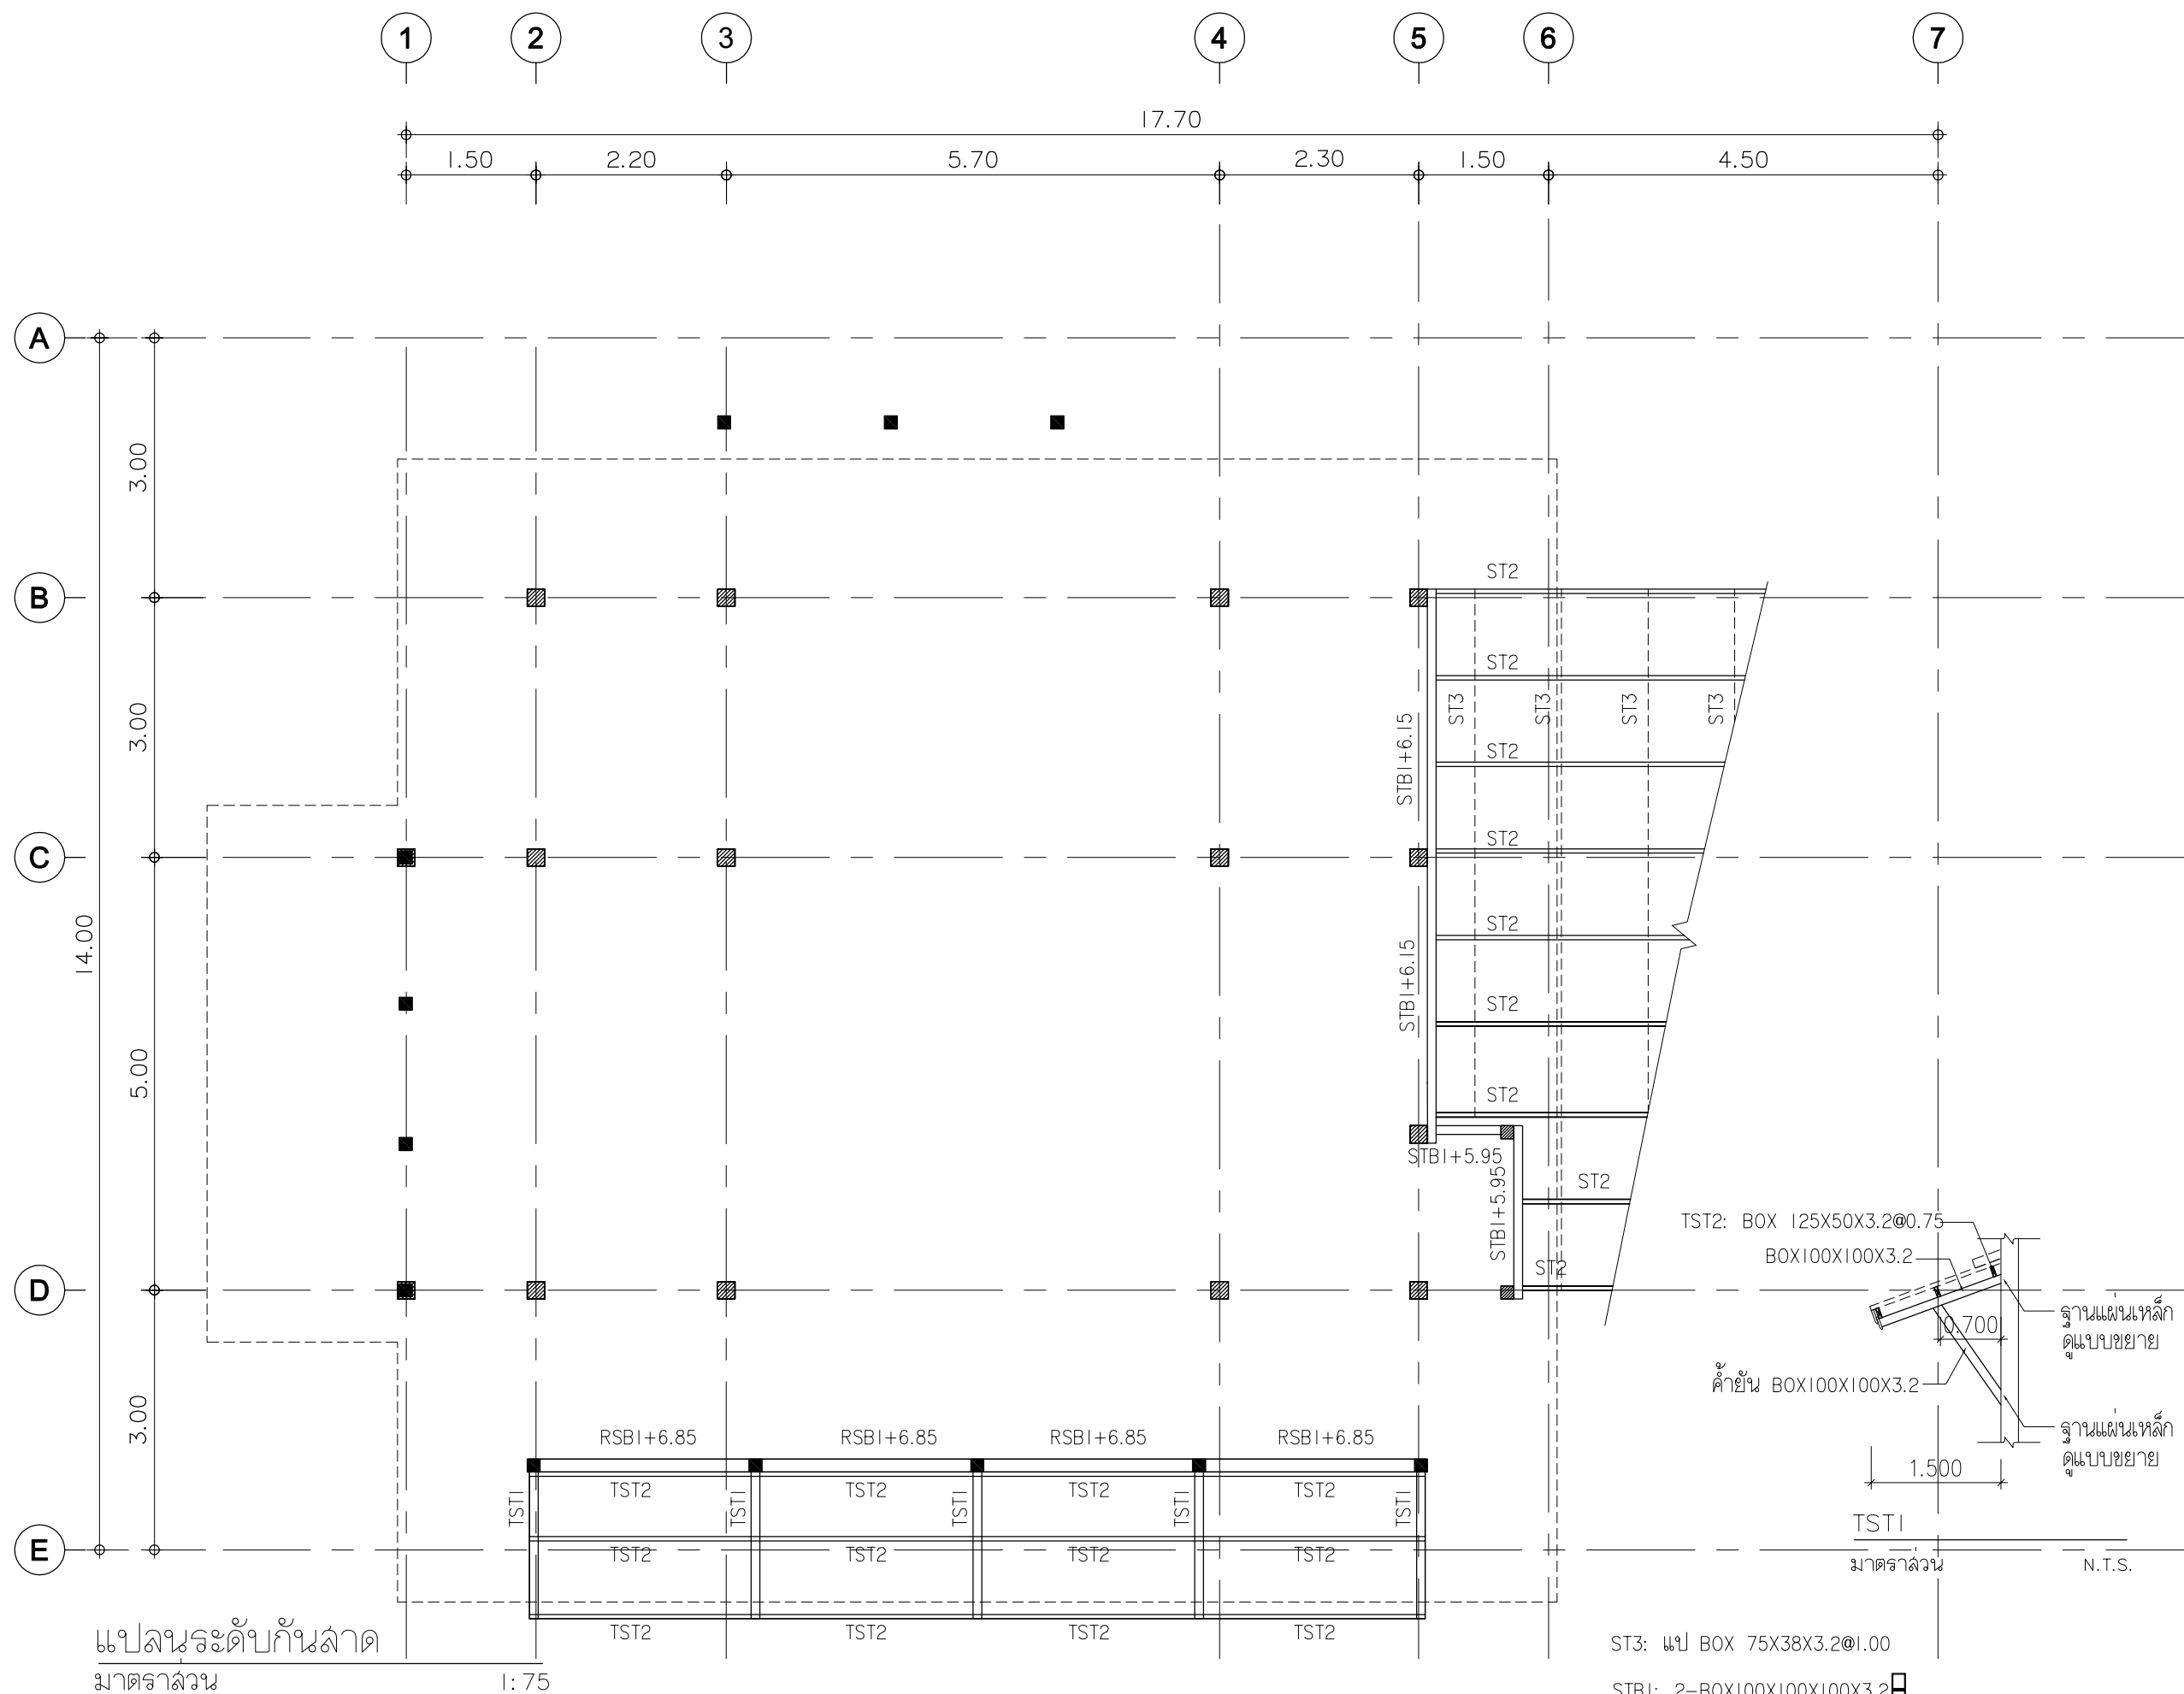 1 2 3 4 5 6 7
17.70
1.50 2.20 5.70 2.30 1.50 4.50
A
3.00
B
ST2
ST2
3.00
ST3 ST3 ST3 ST3
STB1+6.15
ST2
C
ST2
14.00
ST2
STB1+6.15
ST2
5.00
ST2
STB1+5.95
STB1+5.95
ST2
ST2
D
TST2: BOX 125X50X3.2@0.75
BOX100X100X3.2
0.700
ฐานแผ่นเหล็ก
ดูแบบขยาย
ค้ำยัน BOX100X100X3.2
ฐานแผ่นเหล็ก
ดูแบบขยาย
1.500
TST1
มาตราส่วน N.T.S.
3.00
RSB1+6.85 RSB1+6.85 RSB1+6.85 RSB1+6.85
TST2 TST2 TST2 TST2
TST1 TST1 TST1 TST1 TST1
E
TST2 TST2 TST2 TST2
TST2 TST2 TST2 TST2
แปลนระดับกันสาด
มาตราส่วน 1:75
ST3: แป BOX 75X38X3.2@1.00
STB1: 2-BOX100X100X100X3.2